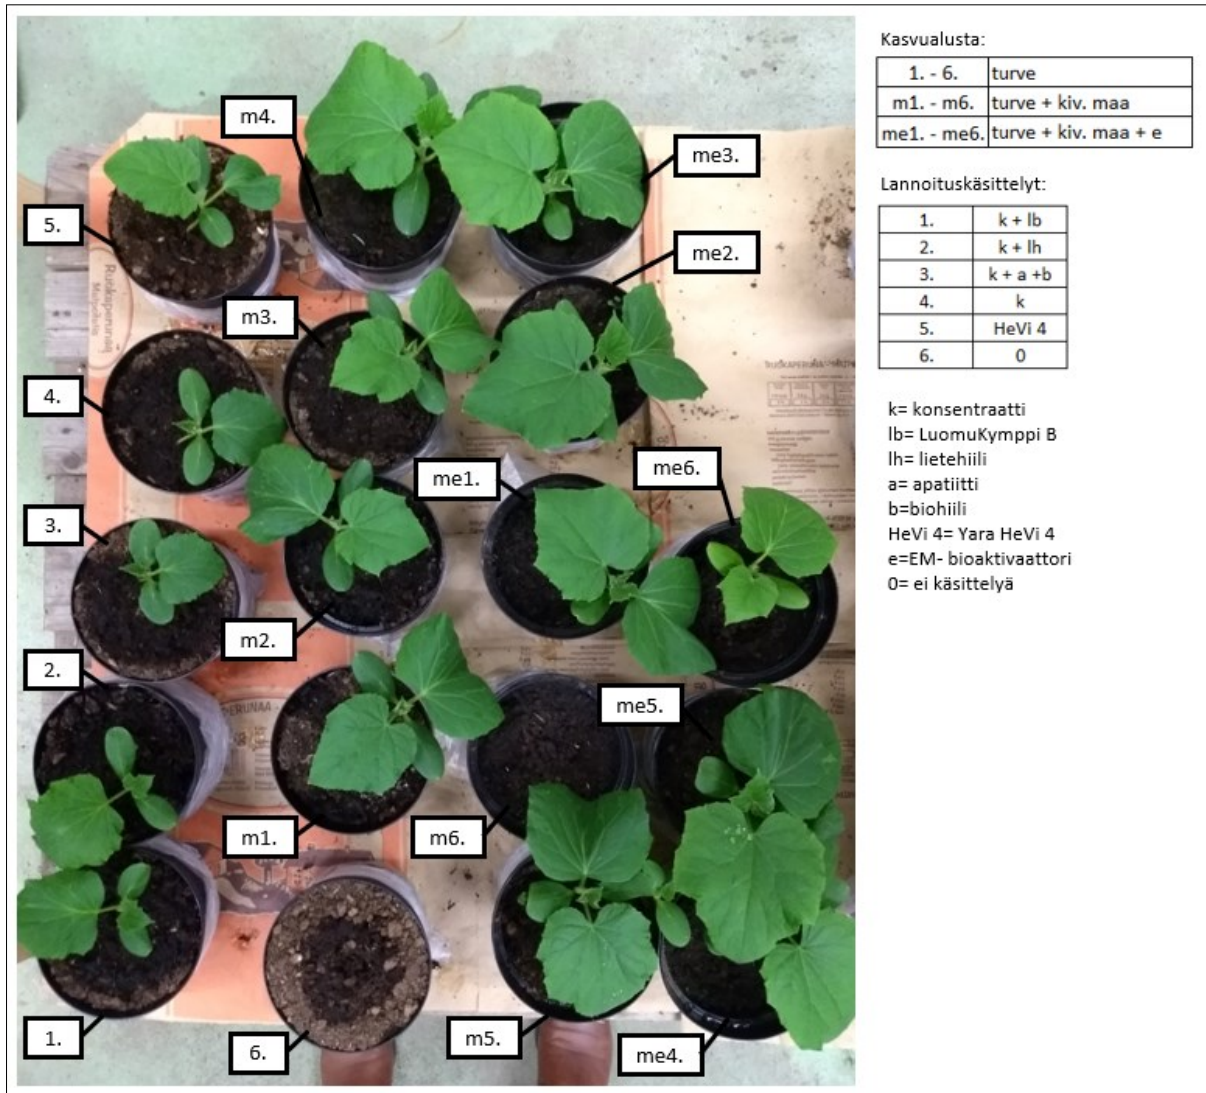 m4.
me3.
5.
me2.
m3.
4.
me1.
me6.
3.
m2.
2.
me5.
m1.
m6.
1.
6.
m5.
me4.
Ruokaperunaa
PERUNAA
Kasvualusta:
1. - 6. turve
m1. - m6. turve + kiv. maa
me1. - me6. turve + kiv. maa + e
Lannoituskäsittelyt:
1. k + lb
2. k + lh
3. k + a +b
4. k
5. HeVi 4
6. 0
k= konsentraatti
lb= LuomuKymppi B
lh= lietehiili
a= apatiitti
b=biohiili
HeVi 4= Yara HeVi 4
e=EM- bioaktivaattori
0= ei käsittelyä